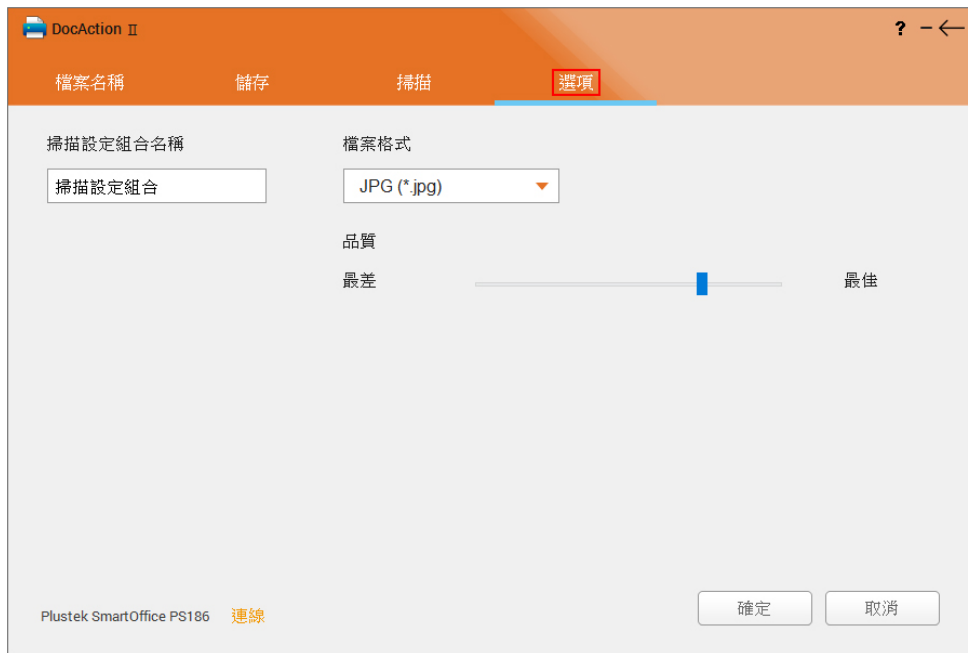 DocAction II
?
檔案名稱 儲存 掃描 選項
掃描設定組合名稱 檔案格式
掃描設定組合 JPG (*.jpg)
品質
最差 最佳
Plustek SmartOffice PS186 連線 確定 取消